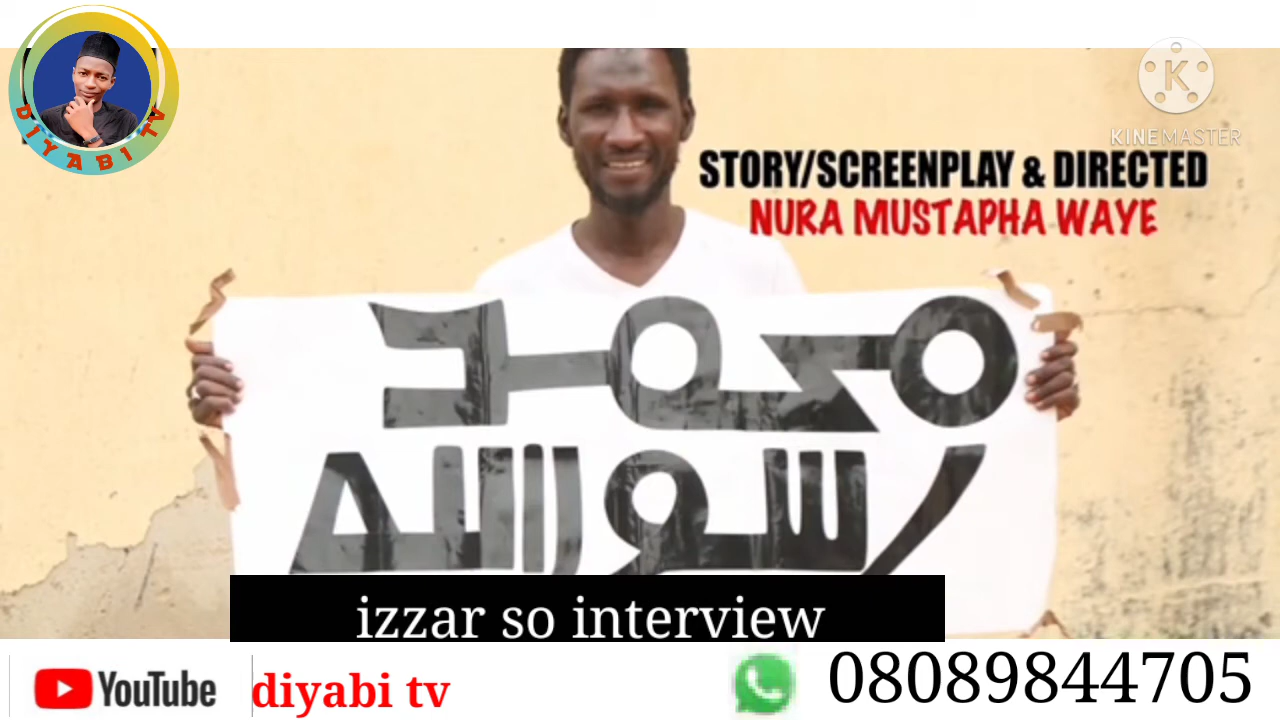 DIYABI TV
K
KINEMASTER
STORY/SCREENPLAY & DIRECTED
NURA MUSTAPHA WAYE
محمد
رسول الله
izzar so interview
YouTube
diyabi tv
08089844705